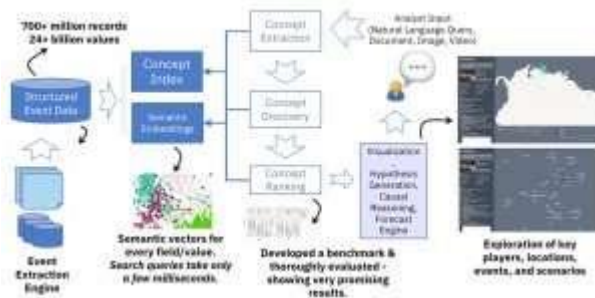 '700+ million records
24+ billion values
Structured
Event Data
Event
Extraction
Engine
Concept
Index
Semantic
Embeddings
Semantic vectors for
every field/value.
Search queries take only
a few milliseconds.
Concept
Extraction
Concept
Discovery
Concept
Ranking
Developed a benchmark &
thoroughly evaluated -
showing very promising
results.
Analyst Input
(Natural Language Query,
Document, Image, Video)
Visualization
-
Hypothesis
Generation,
Causal
Reasoning,
Forecast
Engine
Exploration of key
players, locations,
events, and scenarios